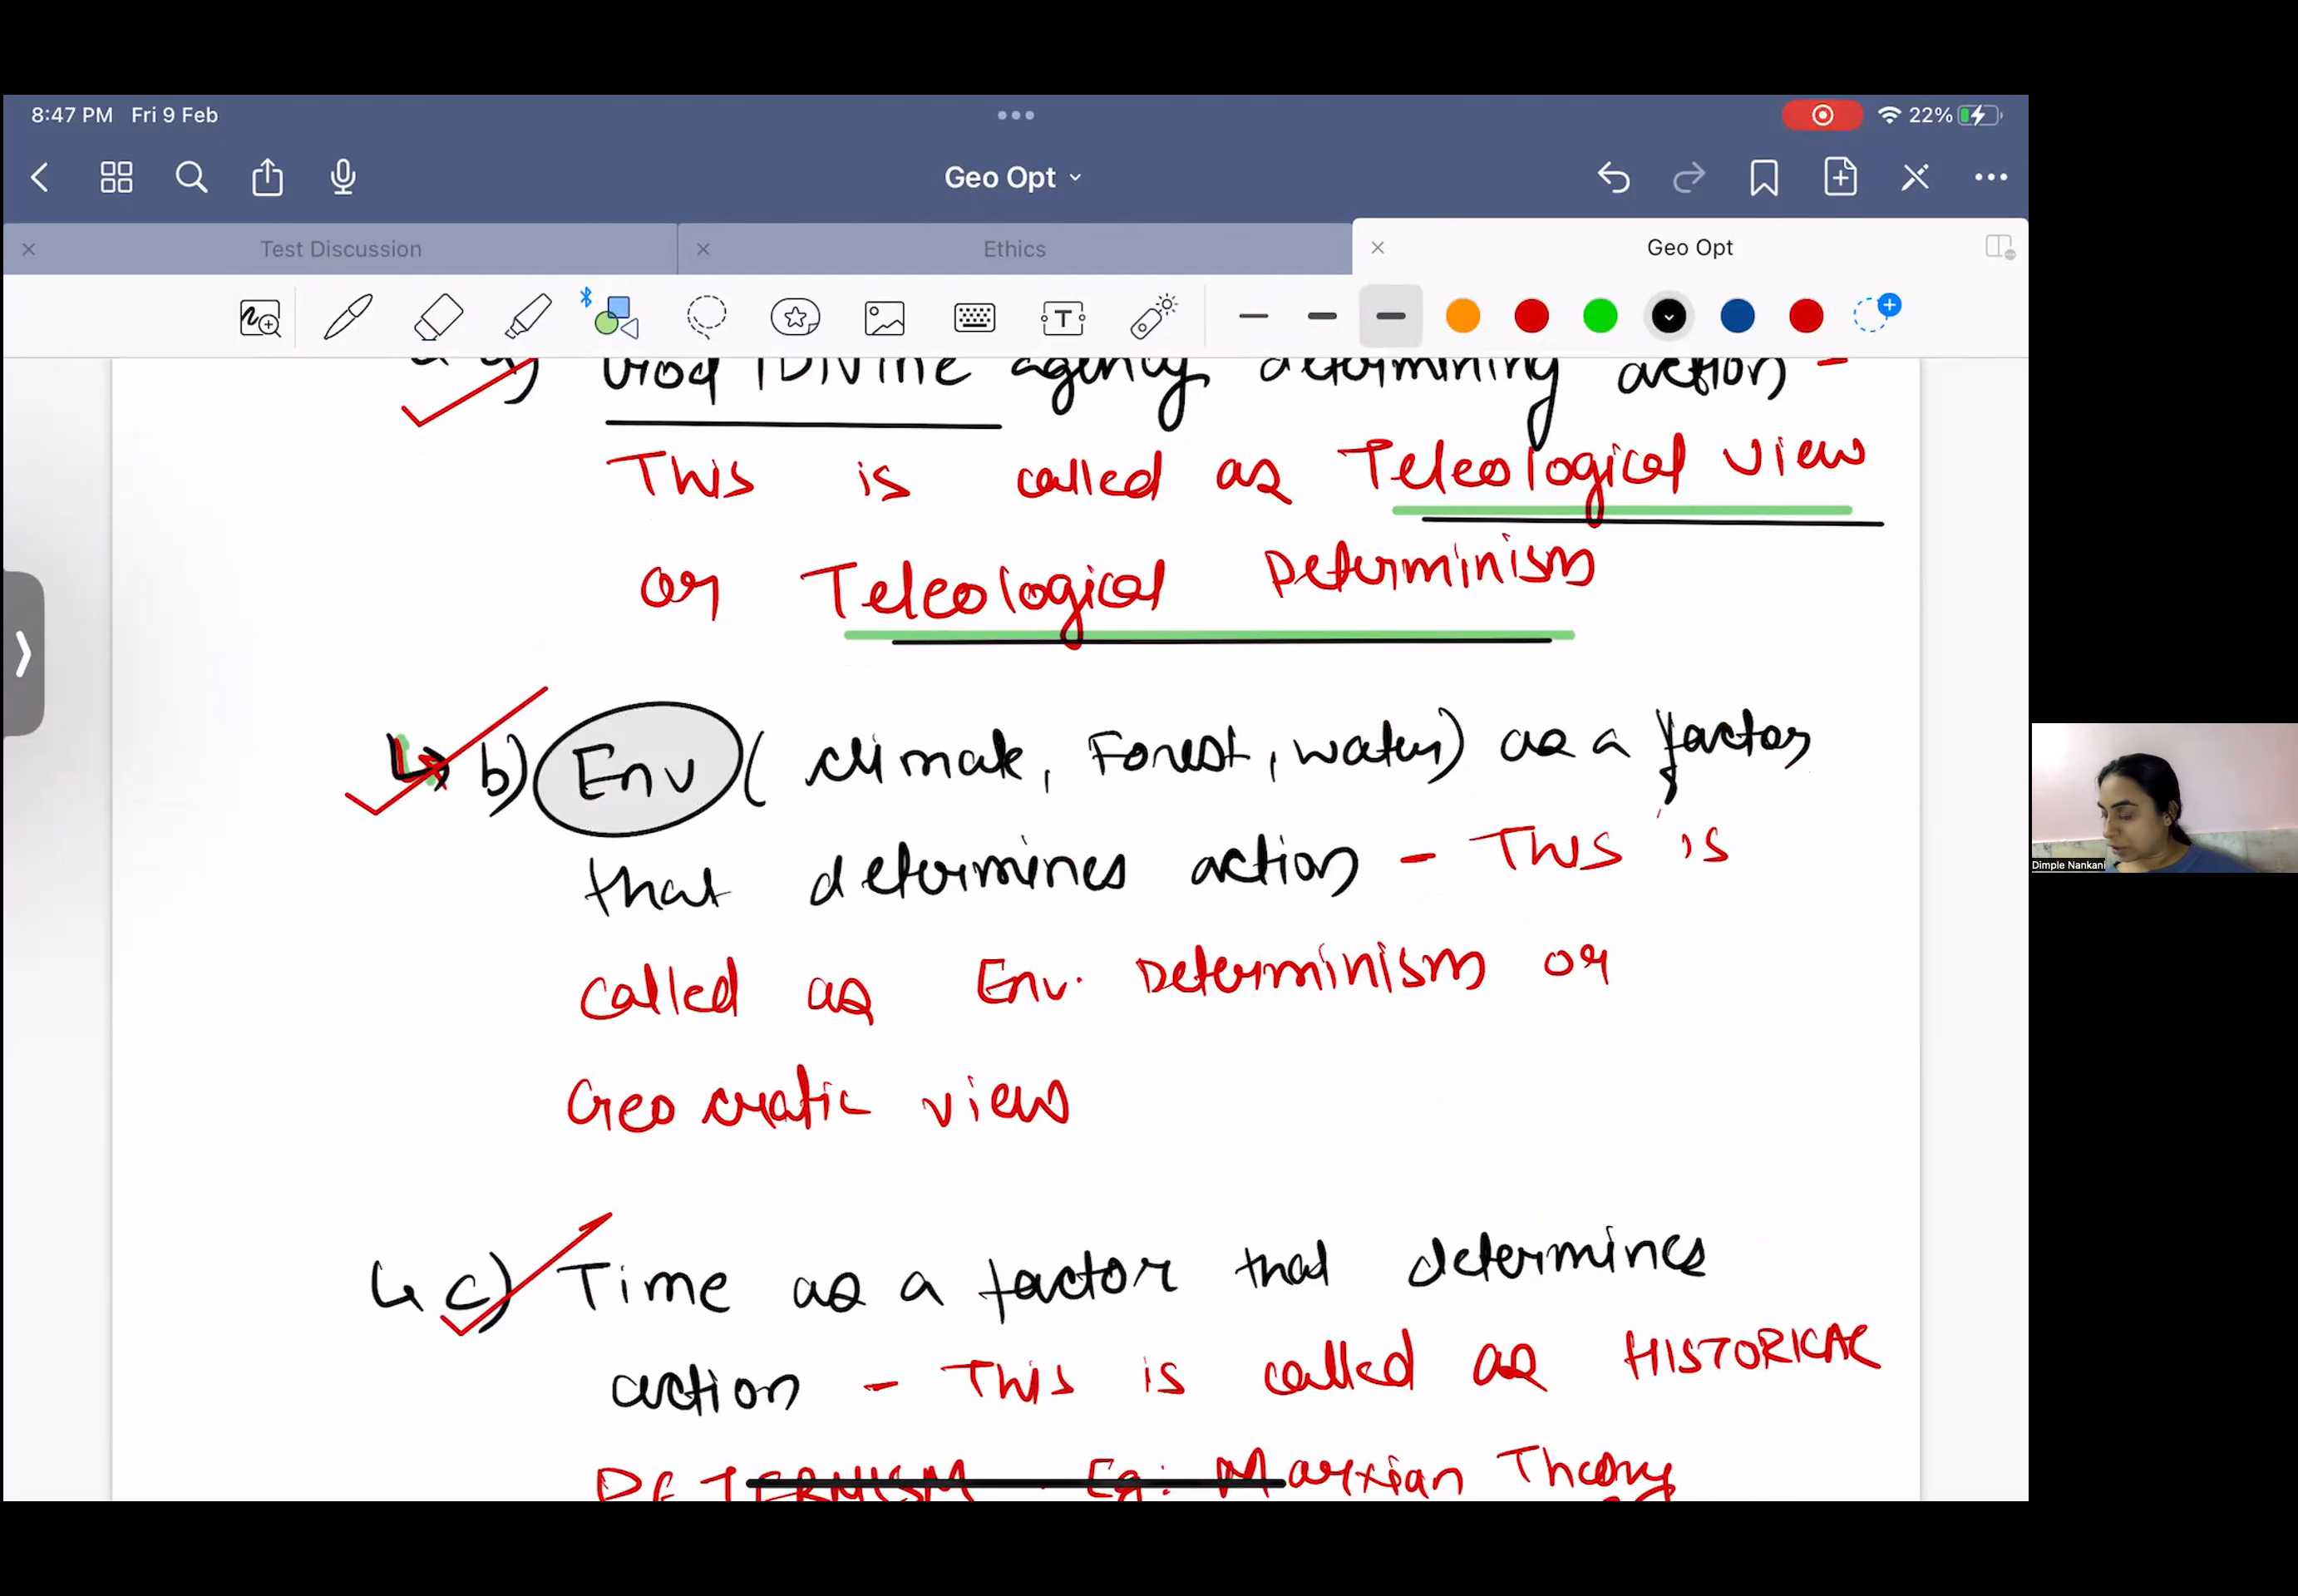 8:47 PM Fri 9 Feb
22%
Geo Opt
Test Discussion
Ethics
Geo Opt
T
a) God / Divine agency determining action -
This is called as Teleological view
or Teleological Determinism
b) Env ( climate, Forest, water) as a factor
that determines action - This is
called as Env. Determinism or
Geocratic view
c) Time as a factor that determines
action - This is called as HISTORICAL
DETERMISM. Eg: Marxian Theory
Dimple Nankani